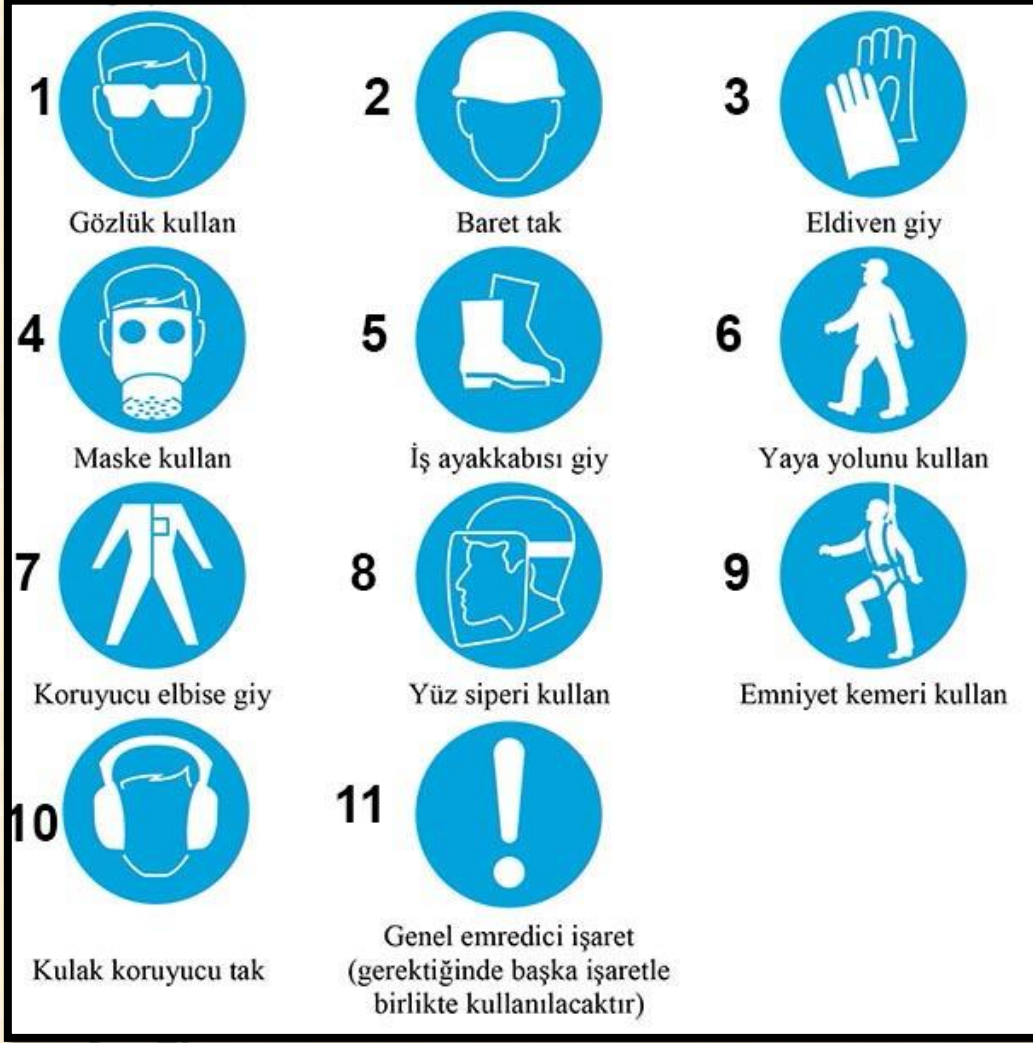 1
Gözlük kullan
2
Baret tak
3
Eldiven giy
4
Maske kullan
5
İş ayakkabısı giy
6
Yaya yolunu kullan
7
Koruyucu elbise giy
8
Yüz siperi kullan
9
Emniyet kemeri kullan
10
Kulak koruyucu tak
11
Genel emredici işaret
(gerektiğinde başka işaretle
birlikte kullanılacaktır)